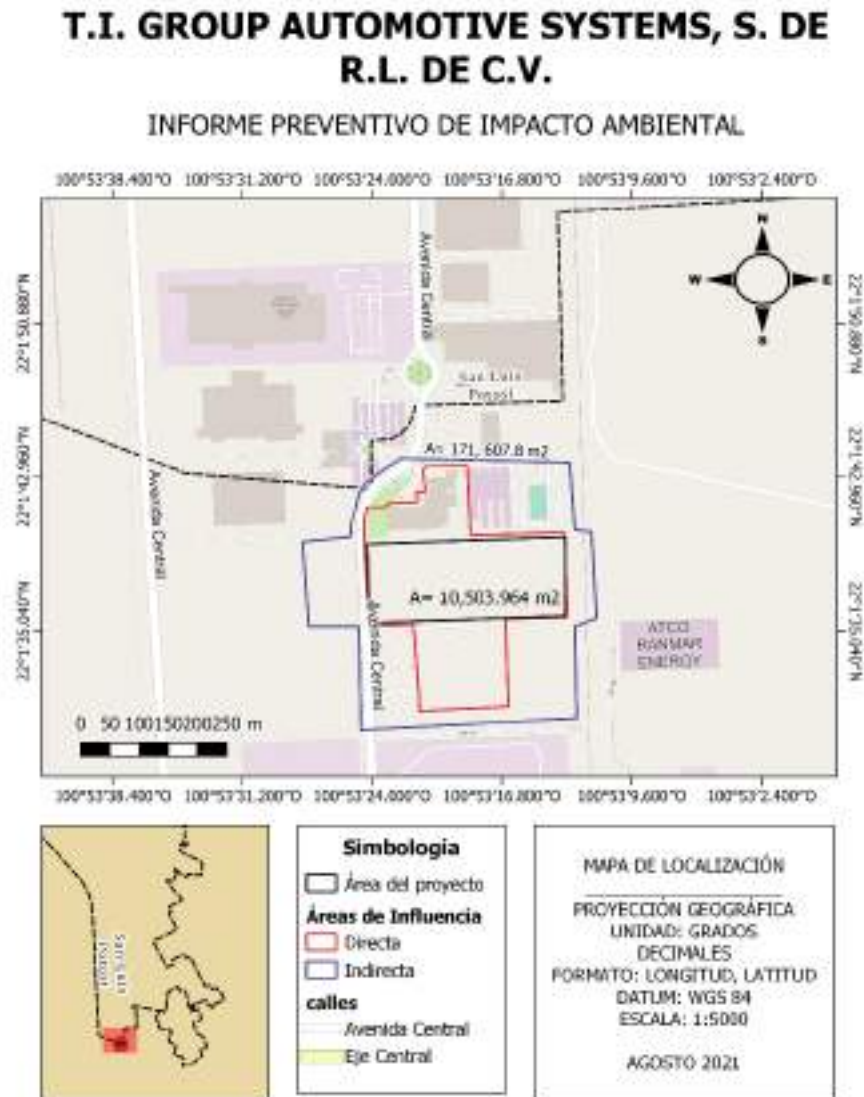 T.I. GROUP AUTOMOTIVE SYSTEMS, S. DE
R.L. DE C.V.
INFORME PREVENTIVO DE IMPACTO AMBIENTAL
100°53'38.400"O 100°53'31.200"O 100°53'24.000"O 100°53'16.800"O 100°53'9.600"O 100°53'2.400"O
N
W E
S
22°1'50.880"N
22°1'50.880"N
Avenida Central
San Luis
Potosí
A= 171, 607.8 m2
22°1'42.960"N
22°1'42.960"N
Avenida Central
A= 10,503.964 m2
22°1'35.040"N
22°1'35.040"N
Avenida Central
ATCO
RANMAR
ENERGY
0 50 100150200250 m
100°53'38.400"O 100°53'31.200"O 100°53'24.000"O 100°53'16.800"O 100°53'9.600"O 100°53'2.400"O
San Luis
Potosí
Simbología
Área del proyecto
Áreas de Influencia
Directa
Indirecta
calles
Avenida Central
Eje Central
MAPA DE LOCALIZACIÓN
PROYECCIÓN GEOGRÁFICA
UNIDAD: GRADOS
DECIMALES
FORMATO: LONGITUD, LATITUD
DATUM: WGS 84
ESCALA: 1:5000
AGOSTO 2021